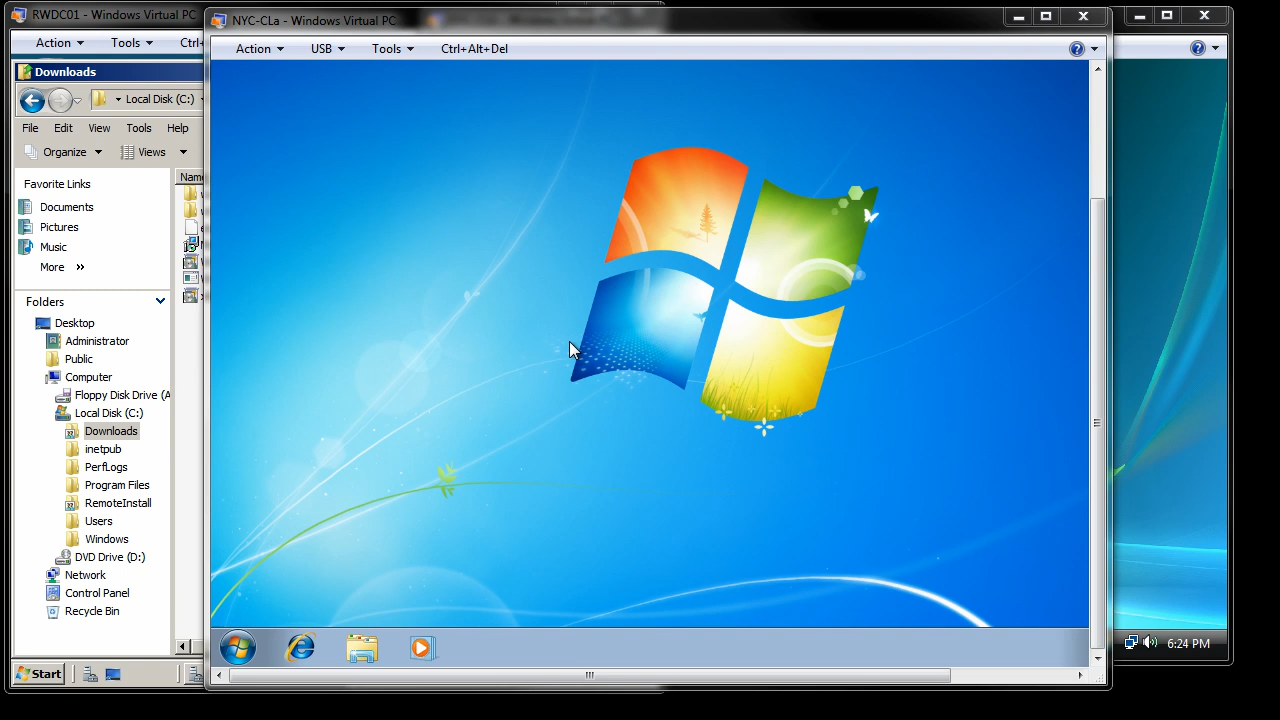 RWDC01 - Windows Virtual PC
Action Tools Ctrl+
Downloads
Local Disk (C:)
File Edit View Tools Help
Organize Views
Favorite Links
Documents
Pictures
Music
More »
Folders
Desktop
Administrator
Public
Computer
Floppy Disk Drive (A
Local Disk (C:)
Downloads
inetpub
PerfLogs
Program Files
RemoteInstall
Users
Windows
DVD Drive (D:)
Network
Control Panel
Recycle Bin
Name
Start
NYC-CLa - Windows Virtual PC
Action USB Tools Ctrl+Alt+Del
6:24 PM